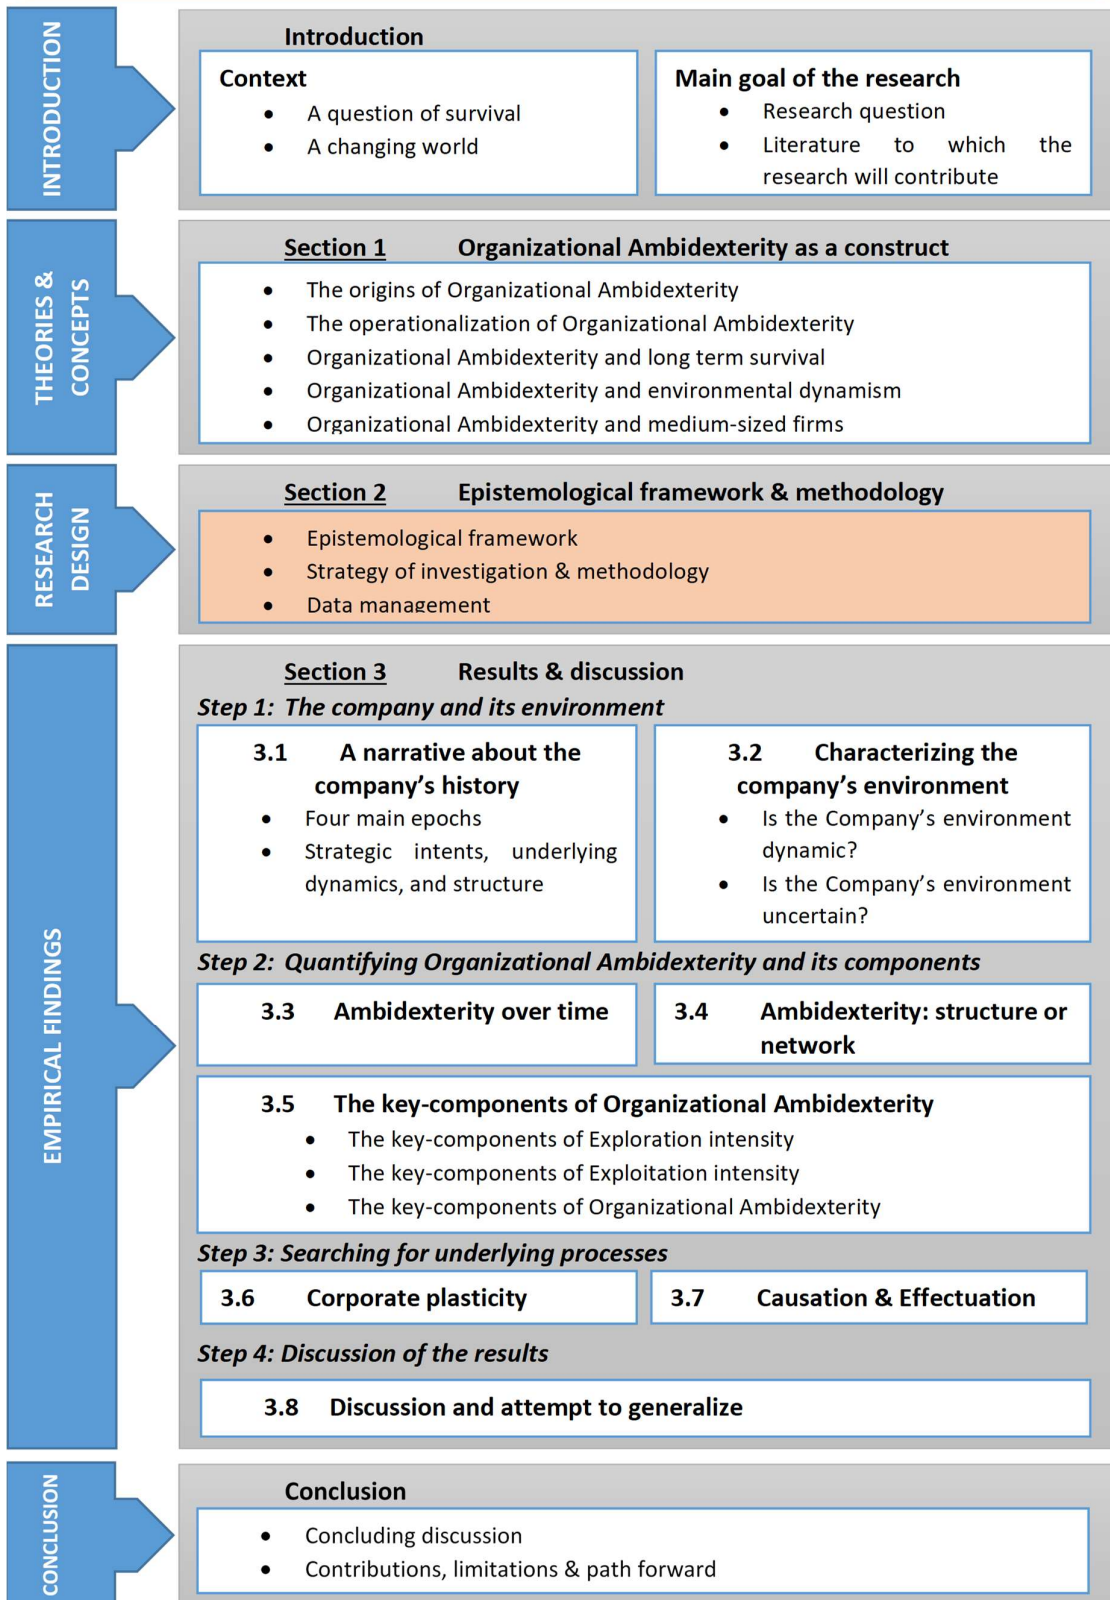 INTRODUCTION
Introduction
Context
• A question of survival
• A changing world
Main goal of the research
• Research question
• Literature to which the
research will contribute
THEORIES &
CONCEPTS
Section 1 Organizational Ambidexterity as a construct
• The origins of Organizational Ambidexterity
• The operationalization of Organizational Ambidexterity
• Organizational Ambidexterity and long term survival
• Organizational Ambidexterity and environmental dynamism
• Organizational Ambidexterity and medium-sized firms
RESEARCH
DESIGN
Section 2 Epistemological framework & methodology
• Epistemological framework
• Strategy of investigation & methodology
• Data management
EMPIRICAL FINDINGS
Section 3 Results & discussion
Step 1: The company and its environment
3.1 A narrative about the
company's history
• Four main epochs
• Strategic intents, underlying
dynamics, and structure
3.2 Characterizing the
company's environment
• Is the Company's environment
dynamic?
• Is the Company's environment
uncertain?
Step 2: Quantifying Organizational Ambidexterity and its components
3.3 Ambidexterity over time
3.4 Ambidexterity: structure or
network
3.5 The key-components of Organizational Ambidexterity
• The key-components of Exploration intensity
• The key-components of Exploitation intensity
• The key-components of Organizational Ambidexterity
Step 3: Searching for underlying processes
3.6 Corporate plasticity
3.7 Causation & Effectuation
Step 4: Discussion of the results
3.8 Discussion and attempt to generalize
CONCLUSION
Conclusion
• Concluding discussion
• Contributions, limitations & path forward